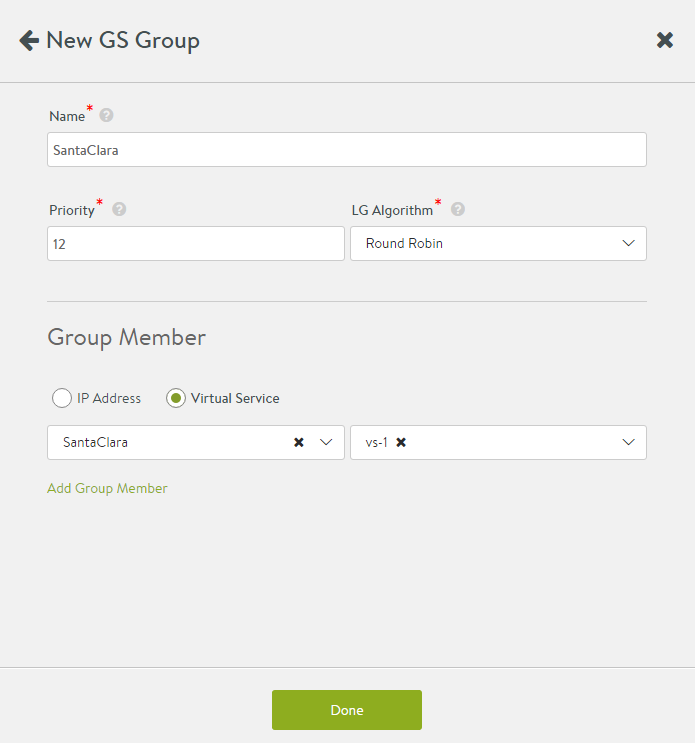 New GS Group
Name* ?
SantaClara
Priority* ? LG Algorithm* ?
12 Round Robin
Group Member
IP Address Virtual Service
SantaClara vs-1
Add Group Member
Done